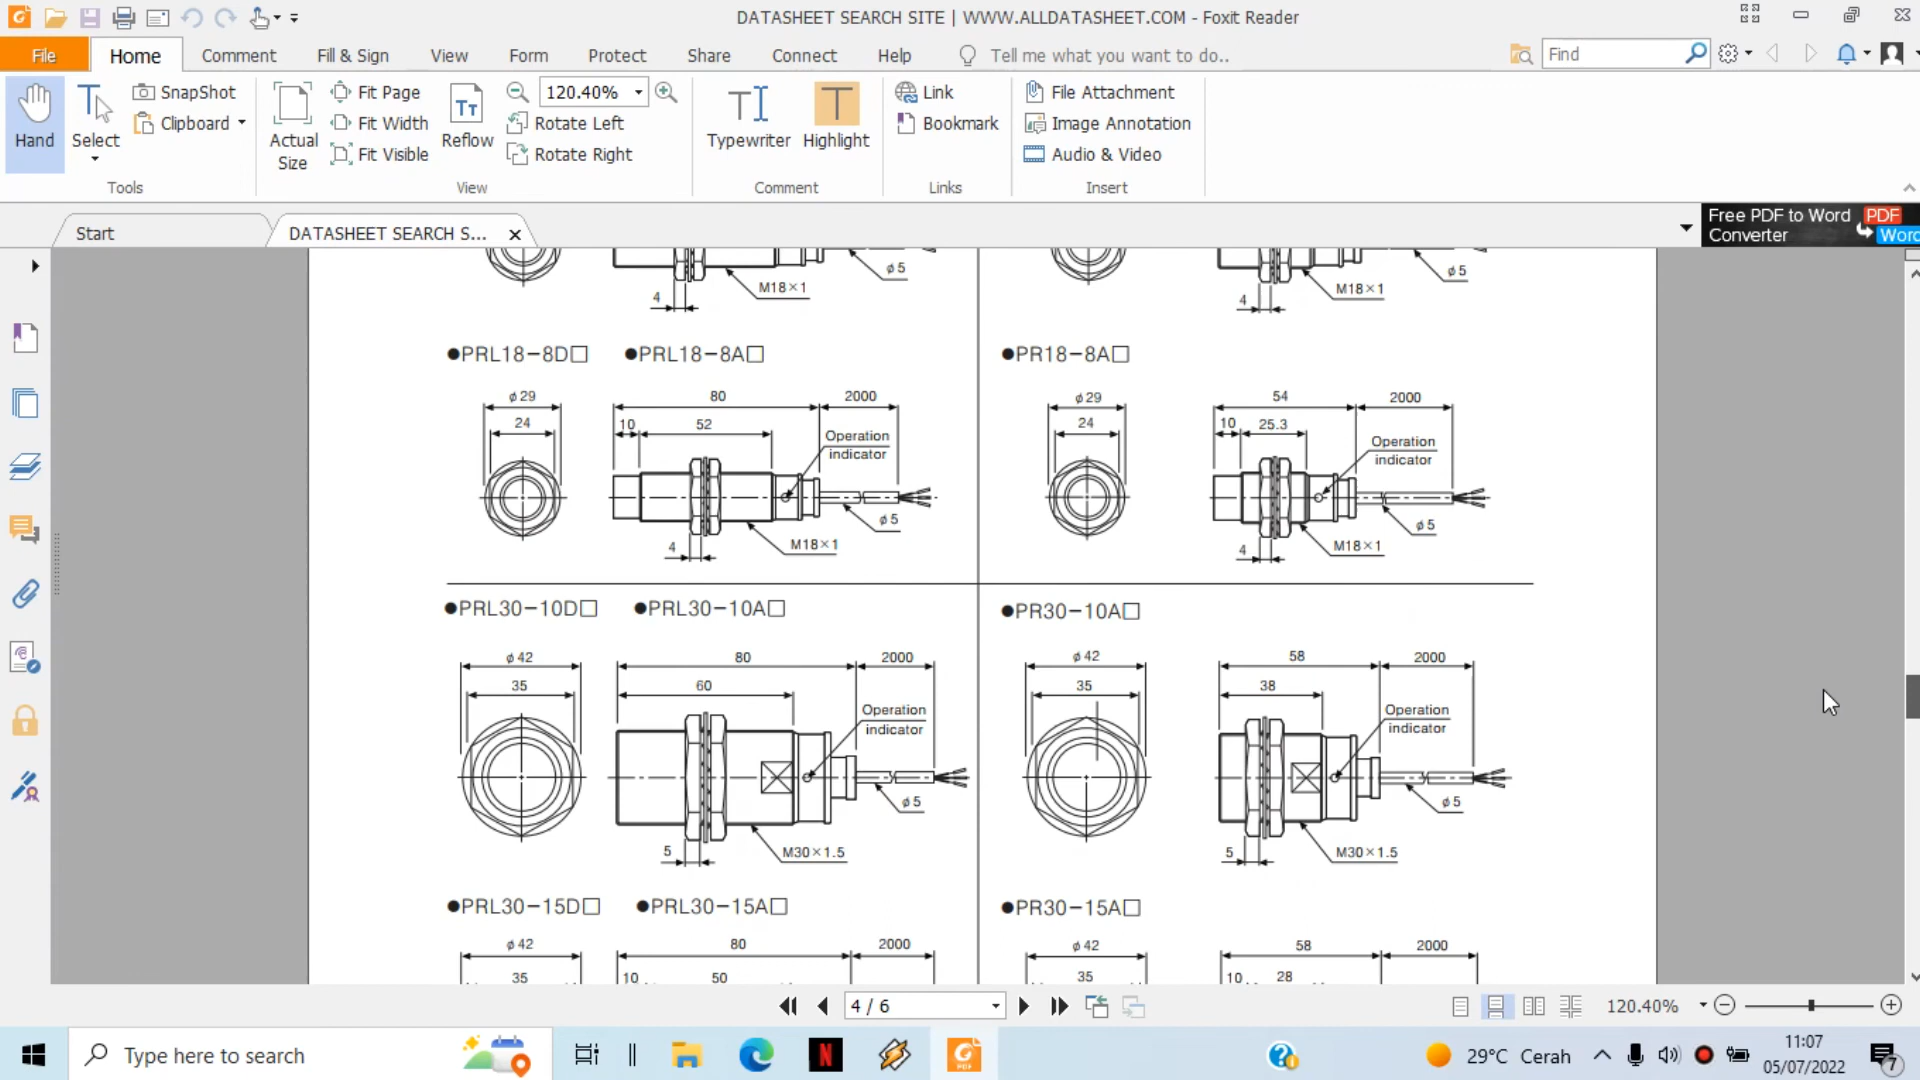 DATASHEET SEARCH SITE | WWW.ALLDATASHEET.COM - Foxit Reader
File Home Comment Fill & Sign View Form Protect Share Connect Help Tell me what you want to do.. Find
Hand Select SnapShot Clipboard Actual Size Fit Page Fit Width Fit Visible Reflow 120.40% Rotate Left Rotate Right Typewriter Highlight Link Bookmark File Attachment Image Annotation Audio & Video
Tools View Comment Links Insert
Start DATASHEET SEARCH S... Free PDF to Word Converter PDF Word
ϕ5 ϕ5
4 M18×1 4 M18×1
●PRL18-8D□ ●PRL18-8A□ ●PR18-8A□
ϕ29 80 2000 ϕ29 54 2000
24 10 52 24 10 25.3
Operation indicator Operation indicator
ϕ5 ϕ5
4 M18×1 4 M18×1
●PRL30-10D□ ●PRL30-10A□ ●PR30-10A□
ϕ42 80 2000 ϕ42 58 2000
35 60 35 38
Operation indicator Operation indicator
ϕ5 ϕ5
5 M30×1.5 5 M30×1.5
●PRL30-15D□ ●PRL30-15A□ ●PR30-15A□
ϕ42 80 2000 ϕ42 58 2000
35 10 50 35 10 28
4 / 6 120.40%
Type here to search 29°C Cerah 11:07
05/07/2022 7